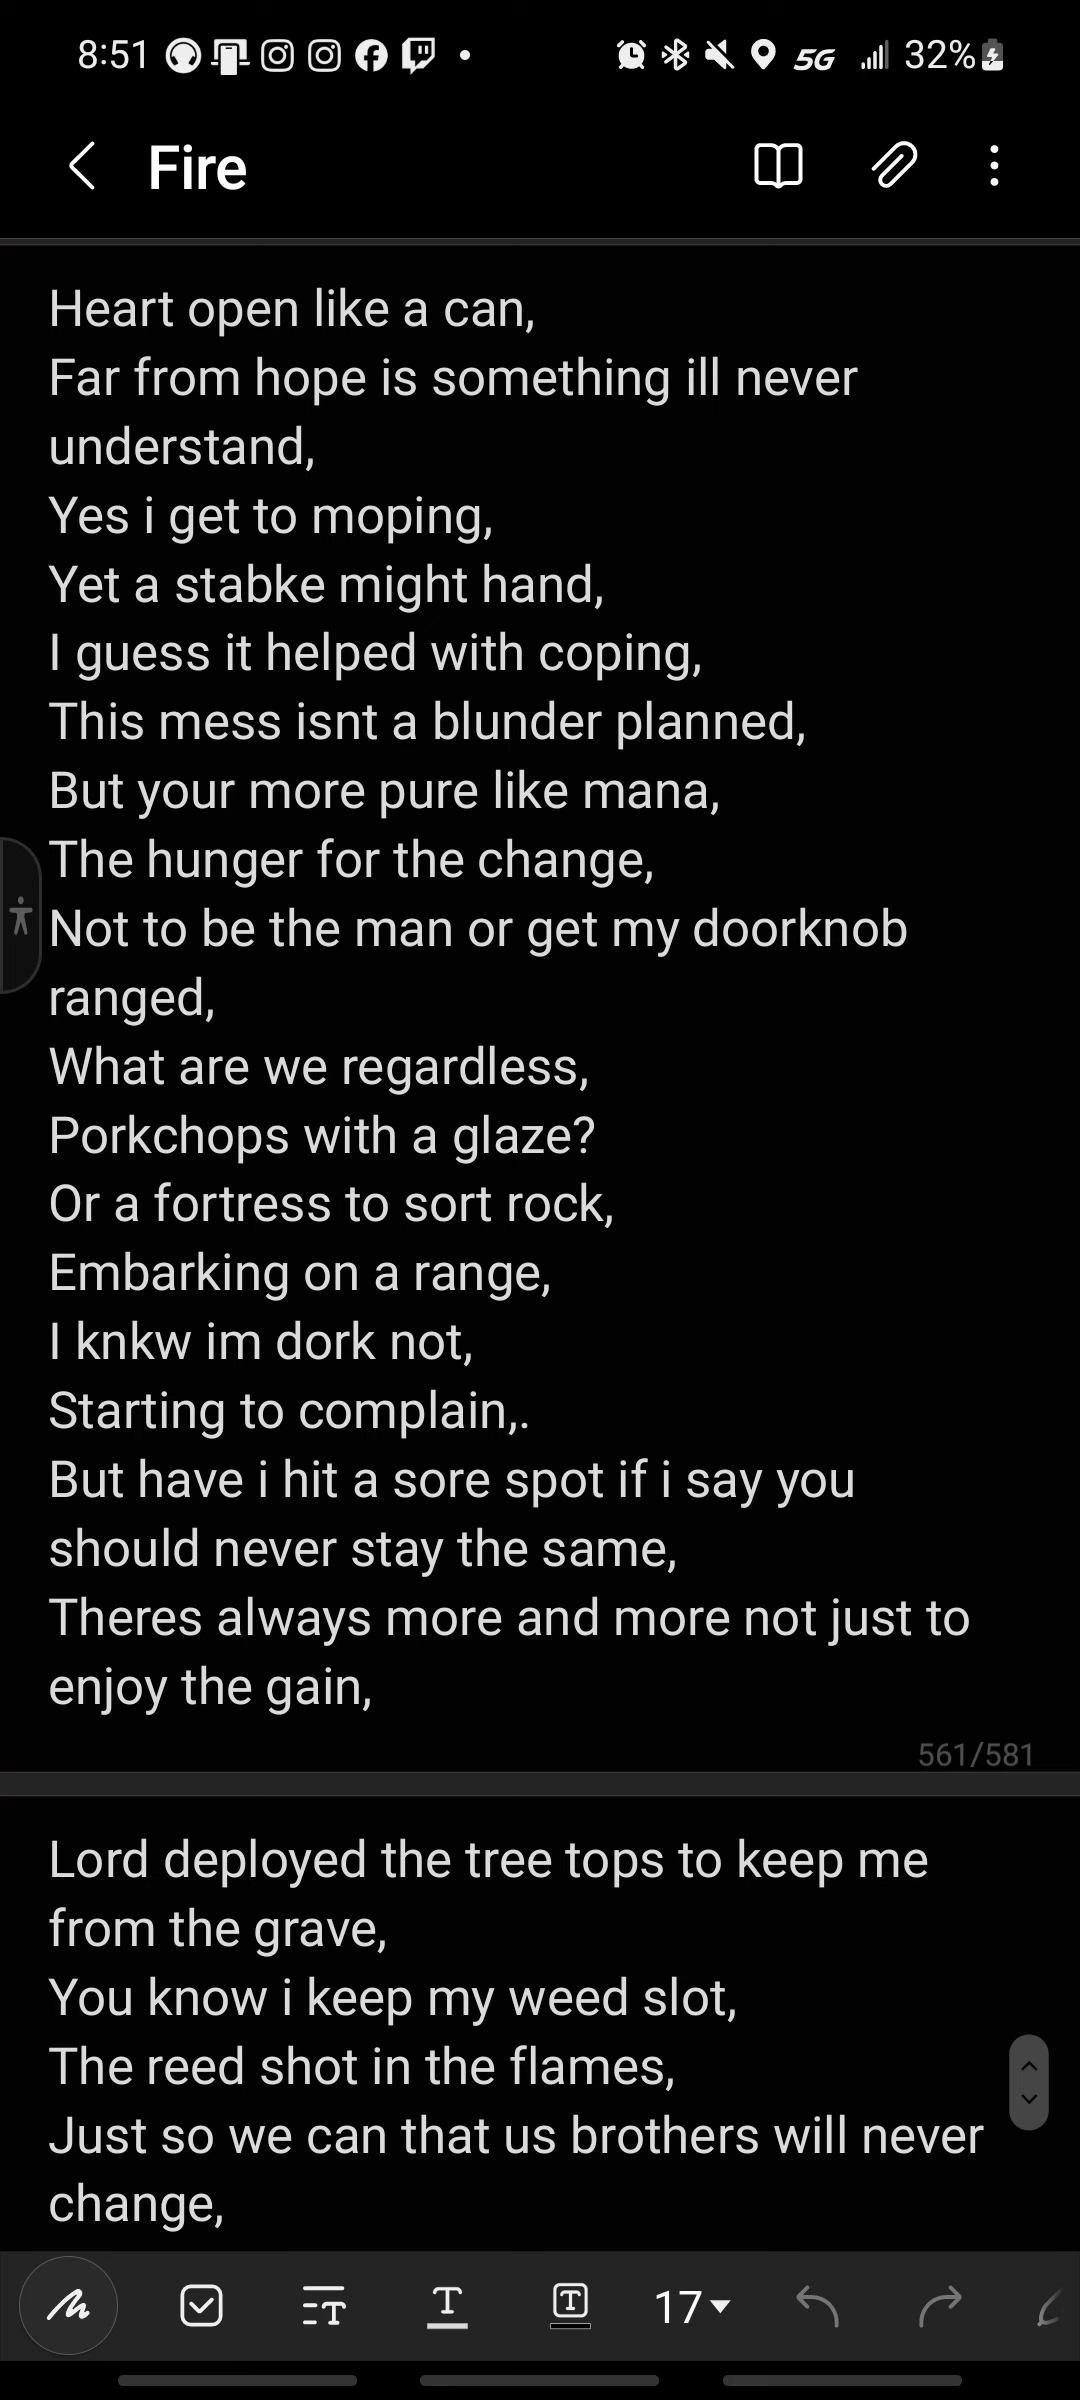 8:51 5G 32%
Fire
Heart open like a can,
Far from hope is something ill never
understand,
Yes i get to moping,
Yet a stabke might hand,
I guess it helped with coping,
This mess isnt a blunder planned,
But your more pure like mana,
The hunger for the change,
Not to be the man or get my doorknob
ranged,
What are we regardless,
Porkchops with a glaze?
Or a fortress to sort rock,
Embarking on a range,
I knkw im dork not,
Starting to complain,.
But have i hit a sore spot if i say you
should never stay the same,
Theres always more and more not just to
enjoy the gain,
561/581
Lord deployed the tree tops to keep me
from the grave,
You know i keep my weed slot,
The reed shot in the flames,
Just so we can that us brothers will never
change,
17